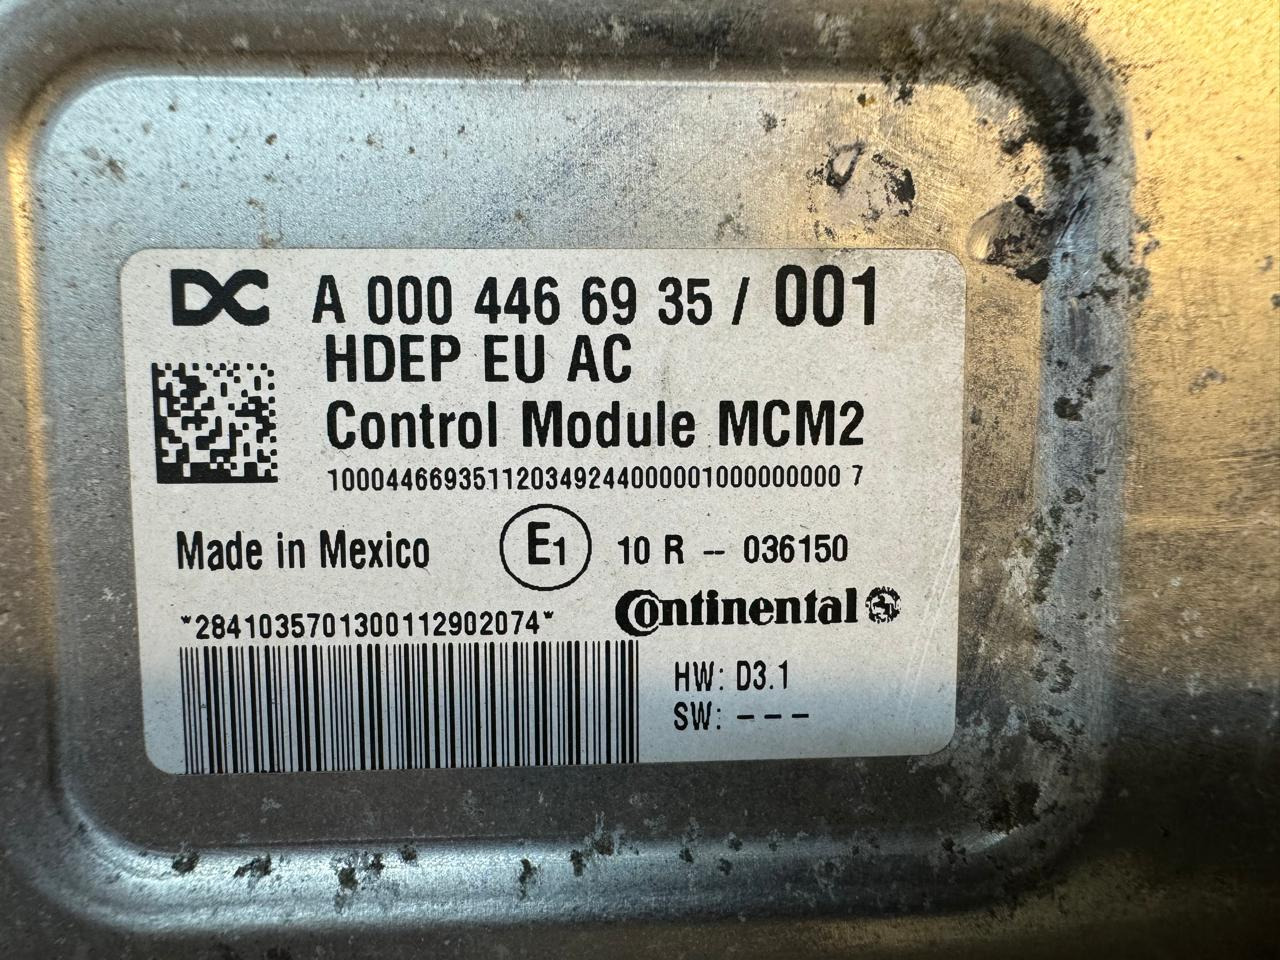 DC A 000 446 69 35 / 001
HDEP EU AC
Control Module MCM2
1000446693511203492440000010000000000 7
Made in Mexico E1 10 R – 036150
*2841035701300112902074* Continental
HW: D3.1
SW: – – –